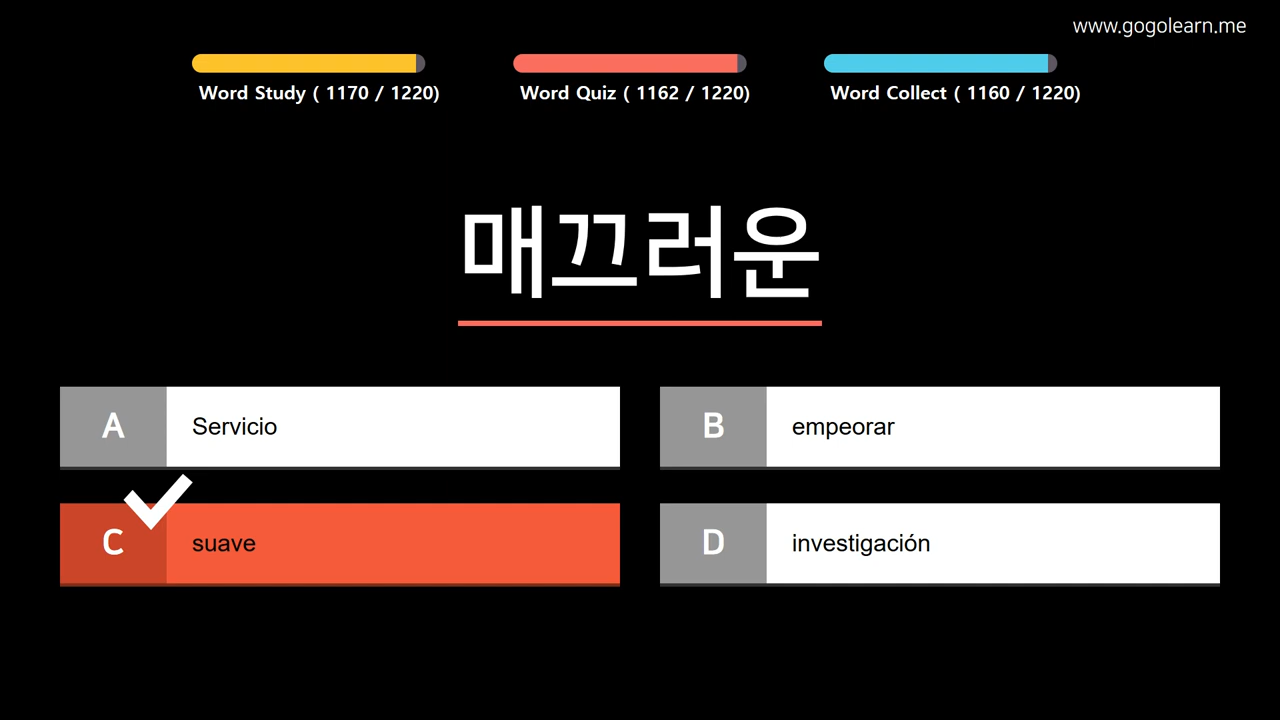 www.gogolearn.me
Word Study ( 1170 / 1220)
Word Quiz ( 1162 / 1220)
Word Collect ( 1160 / 1220)
매끄러운
A
Servicio
B
empeorar
C
suave
D
investigación